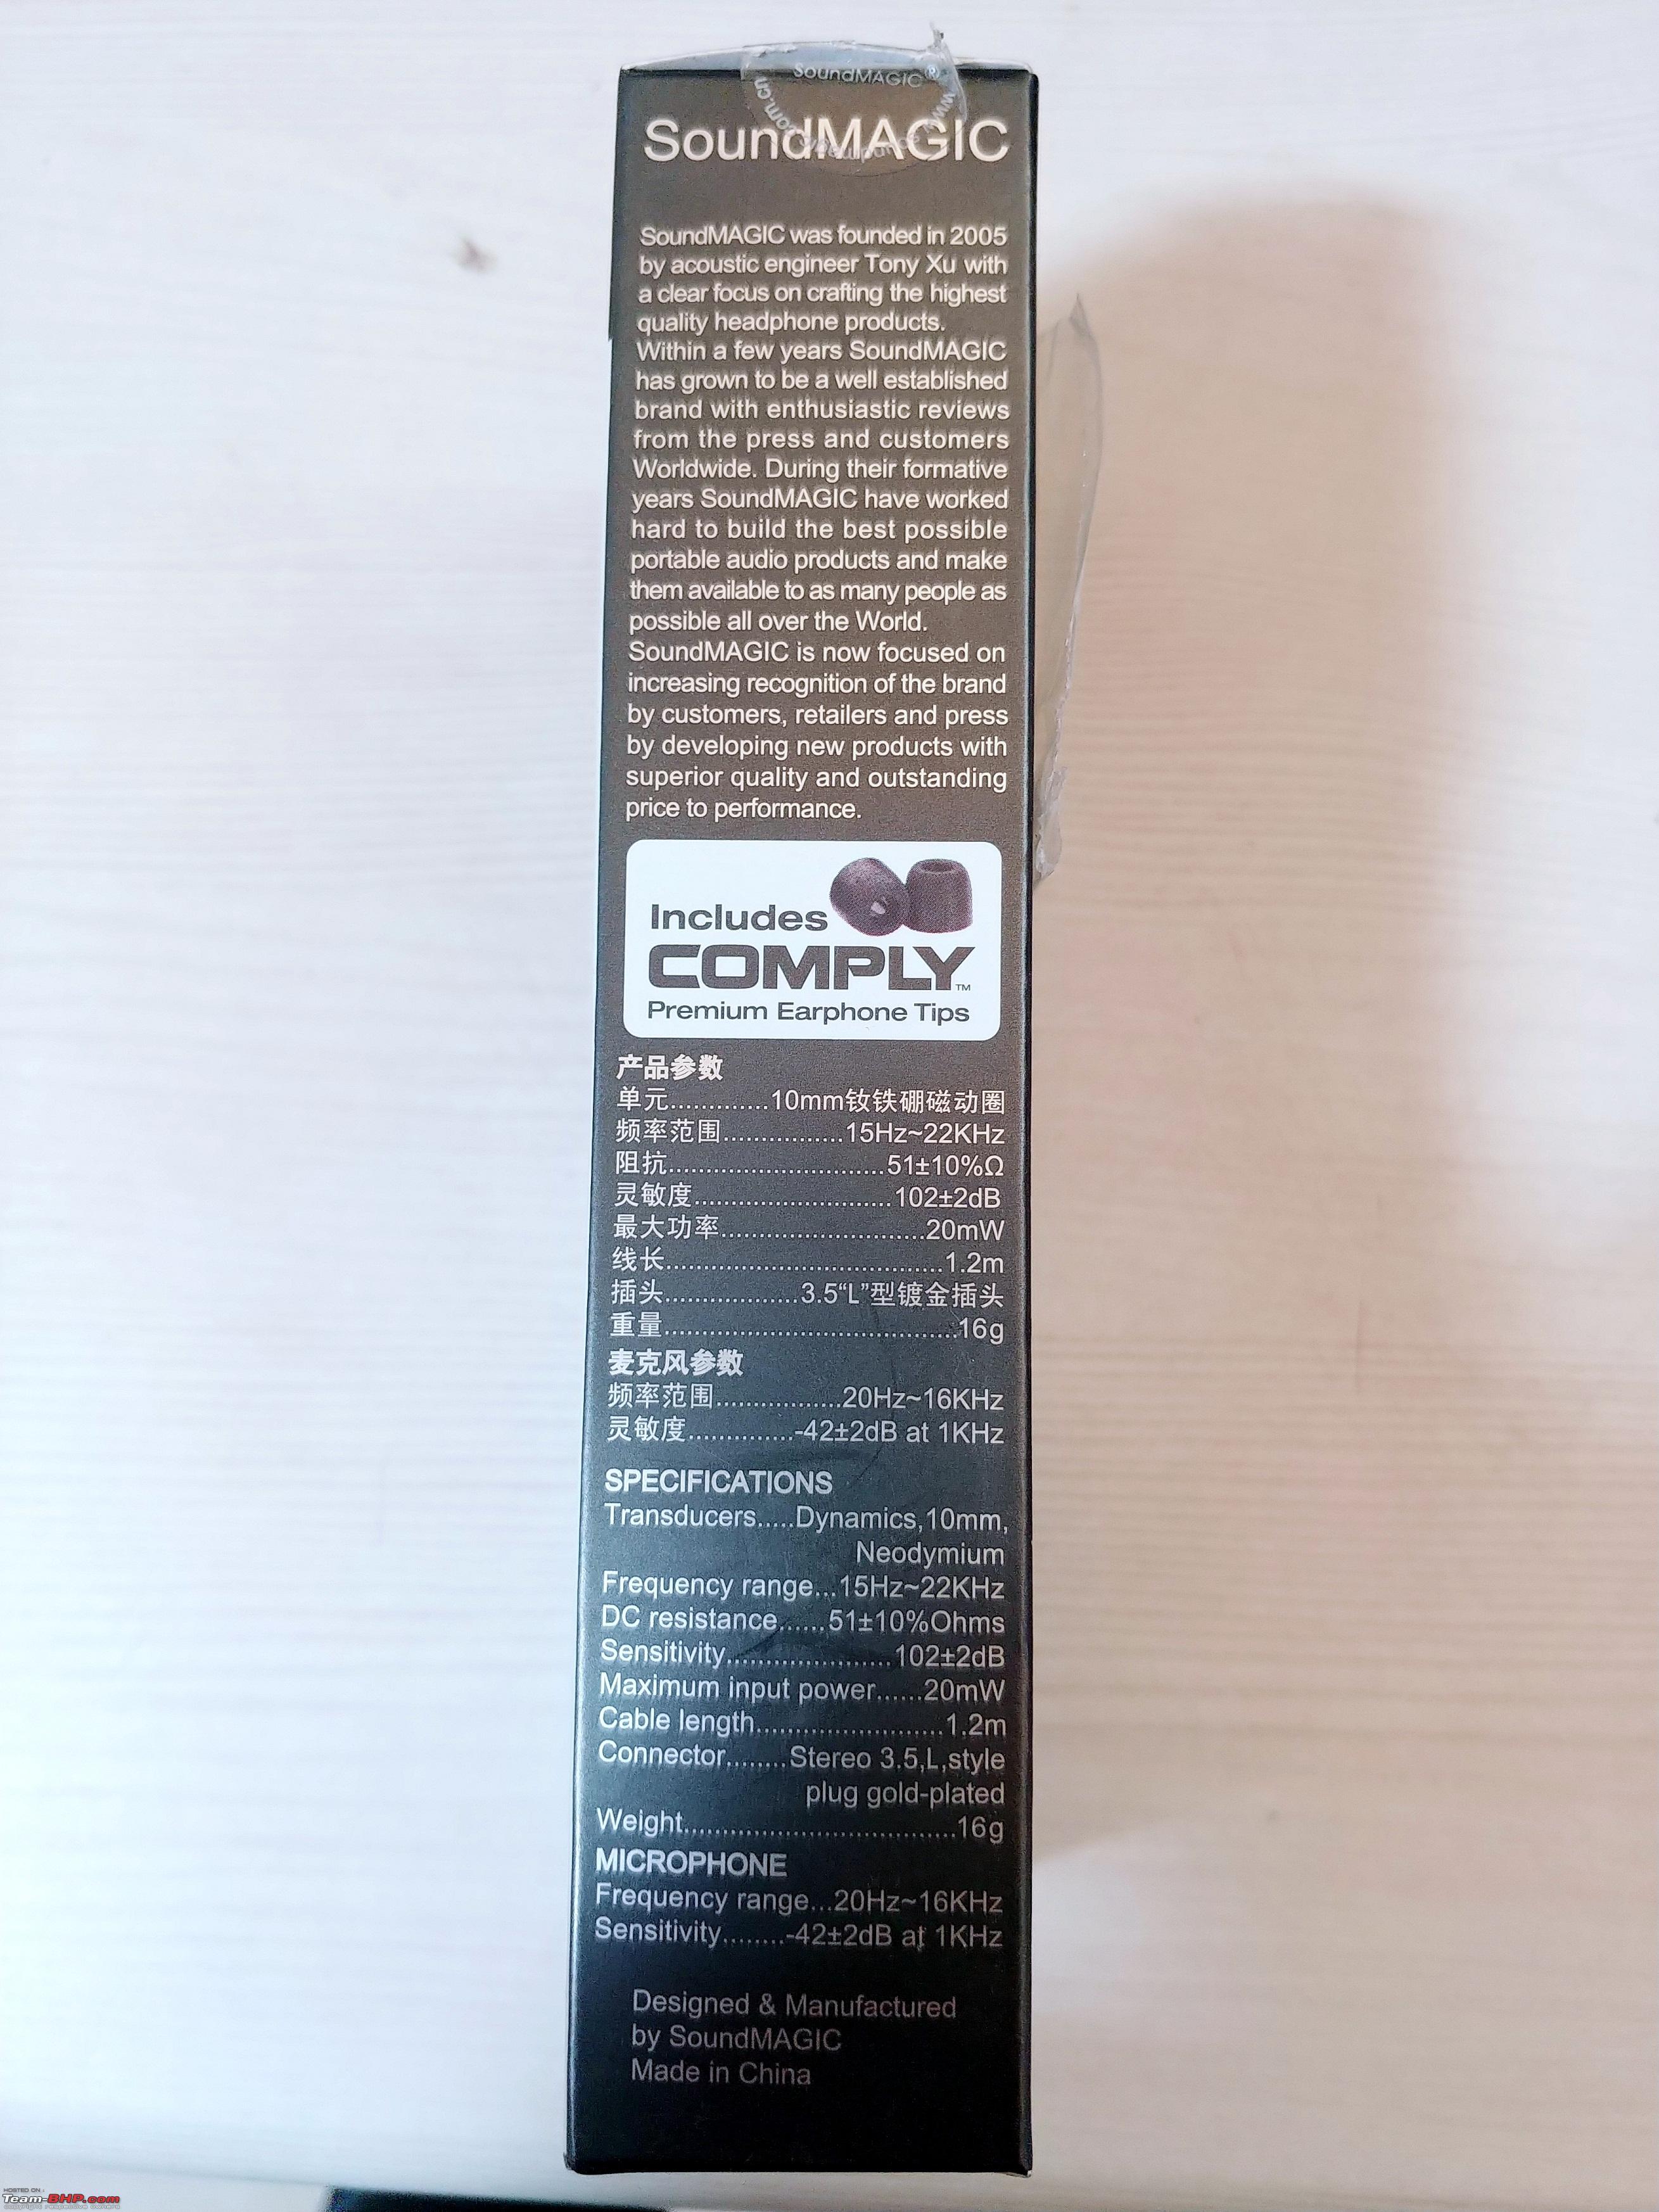 SoundMAGIC®
SoundMAGIC
SoundMAGIC was founded in 2005
by acoustic engineer Tony Xu with
a clear focus on crafting the highest
quality headphone products.
Within a few years SoundMAGIC
has grown to be a well established
brand with enthusiastic reviews
from the press and customers
Worldwide. During their formative
years SoundMAGIC have worked
hard to build the best possible
portable audio products and make
them available to as many people as
possible all over the World.
SoundMAGIC is now focused on
increasing recognition of the brand
by customers, retailers and press
by developing new products with
superior quality and outstanding
price to performance.
Includes
COMPLY™
Premium Earphone Tips
产品参数
单元.............10mm钕铁硼磁动圈
频率范围................15Hz~22KHz
阻抗.............................51±10%Ω
灵敏度..........................102±2dB
最大功率...........................20mW
线长.....................................1.2m
插头..................3.5“L”型镀金插头
重量.......................................16g
麦克风参数
频率范围.................20Hz~16KHz
灵敏度..............-42±2dB at 1KHz
SPECIFICATIONS
Transducers.....Dynamics,10mm,
Neodymium
Frequency range...15Hz~22KHz
DC resistance......51±10%Ohms
Sensitivity......................102±2dB
Maximum input power......20mW
Cable length.........................1.2m
Connector........Stereo 3.5,L,style
plug gold-plated
Weight....................................16g
MICROPHONE
Frequency range...20Hz~16KHz
Sensitivity........-42±2dB at 1KHz
Designed & Manufactured
by SoundMAGIC
Made in China
HOSTED ON :
Team-BHP.com